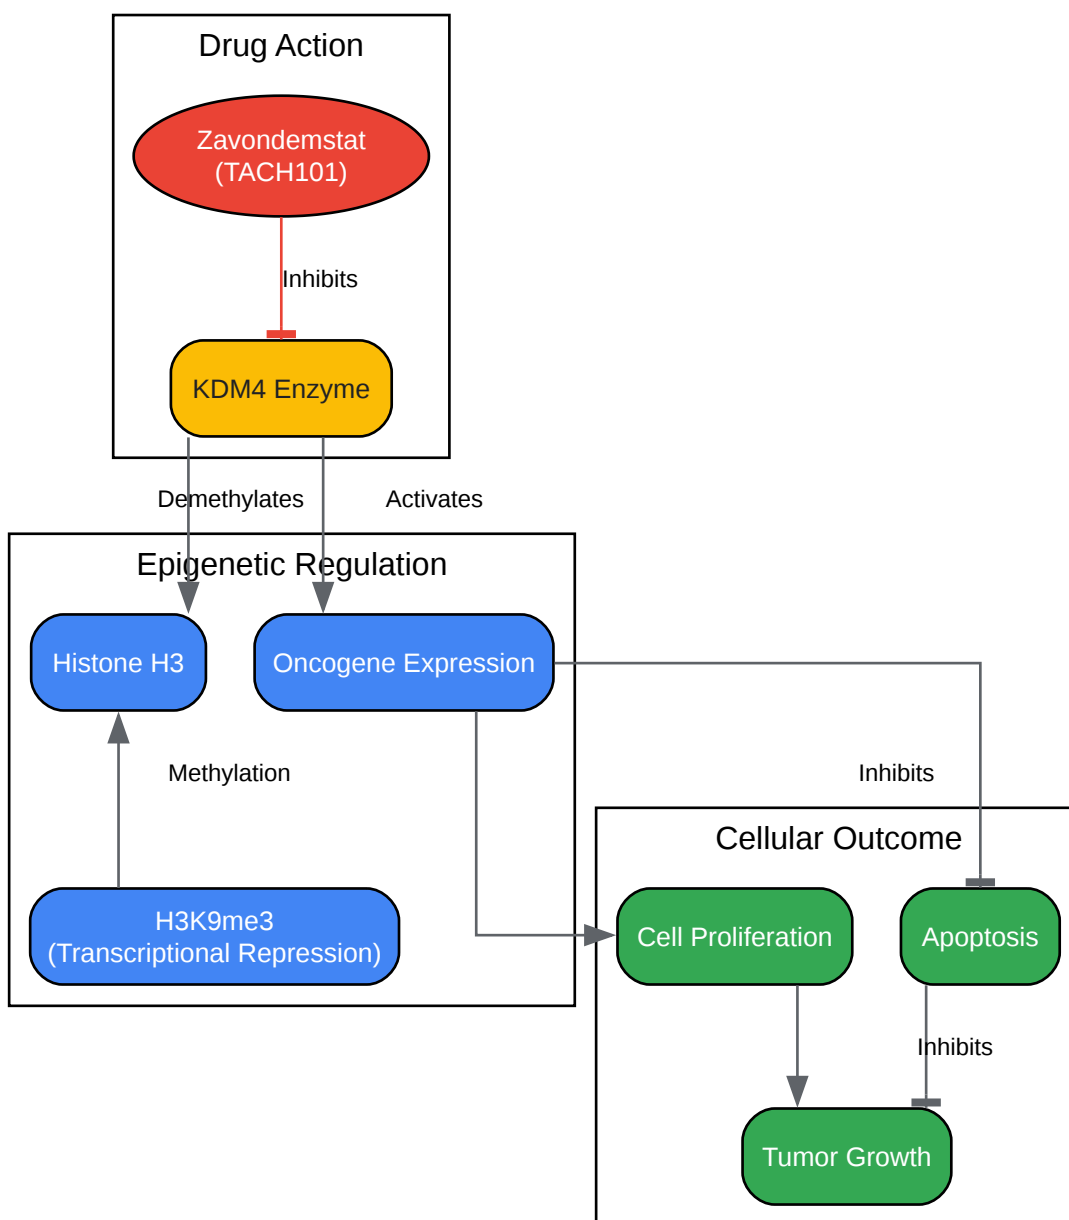 Drug Action
Zavondemstat
(TACH101)
Inhibits
KDM4 Enzyme
Demethylates
Activates
Epigenetic Regulation
Histone H3
Oncogene Expression
Methylation
Inhibits
Cellular Outcome
H3K9me3
(Transcriptional Repression)
Cell Proliferation
Apoptosis
Inhibits
Tumor Growth